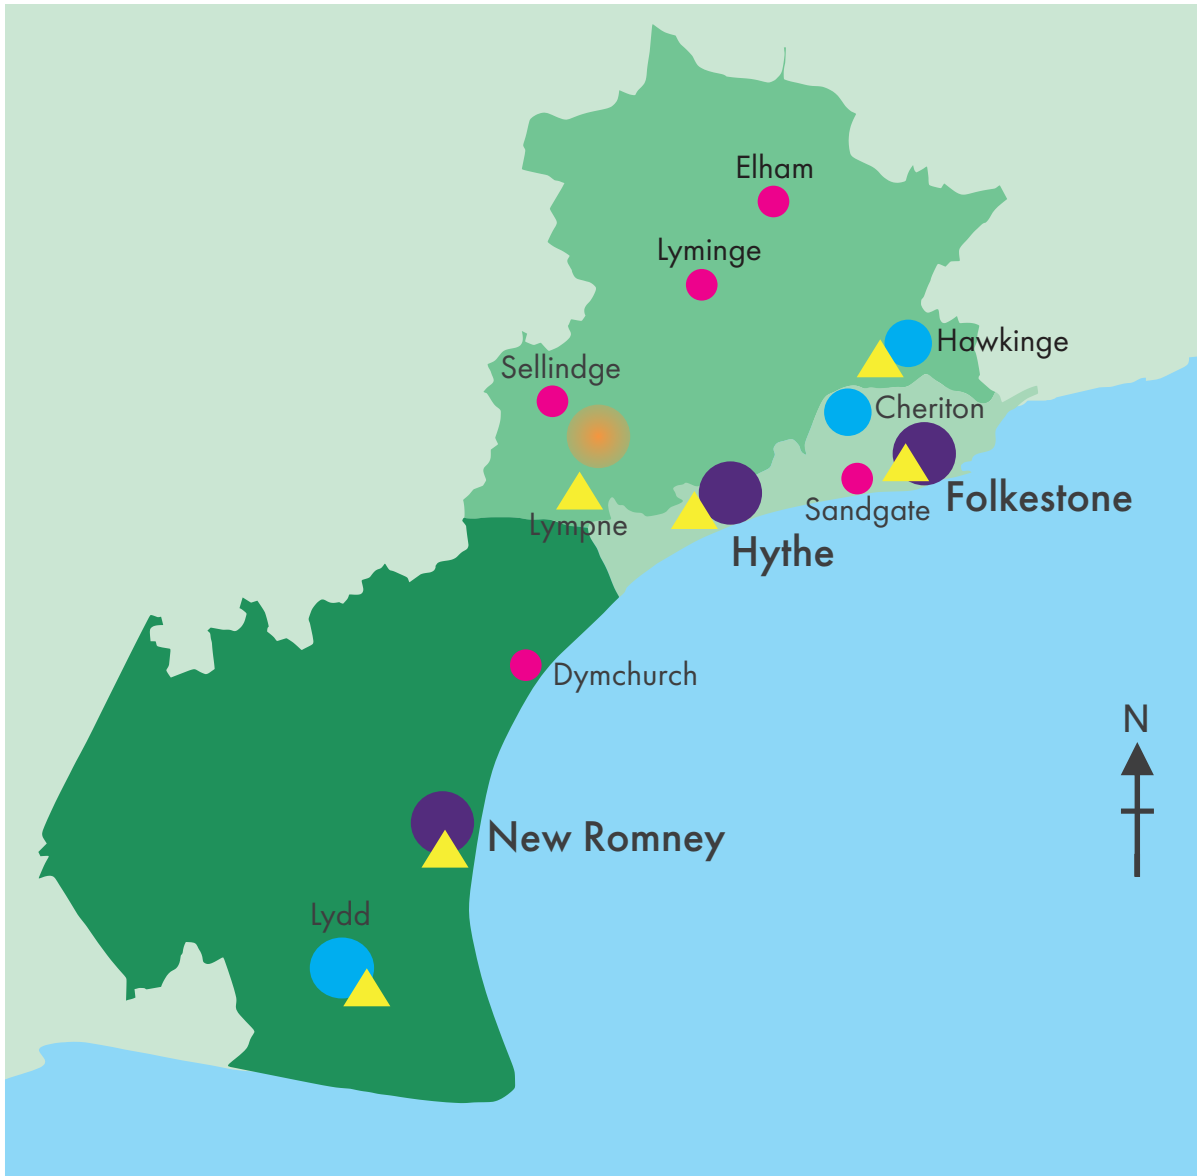 Elham
Lyminge
Hawkinge
Sellindge
Cheriton
Folkestone
Sandgate
Lympne
Hythe
Dymchurch
N
New Romney
Lydd